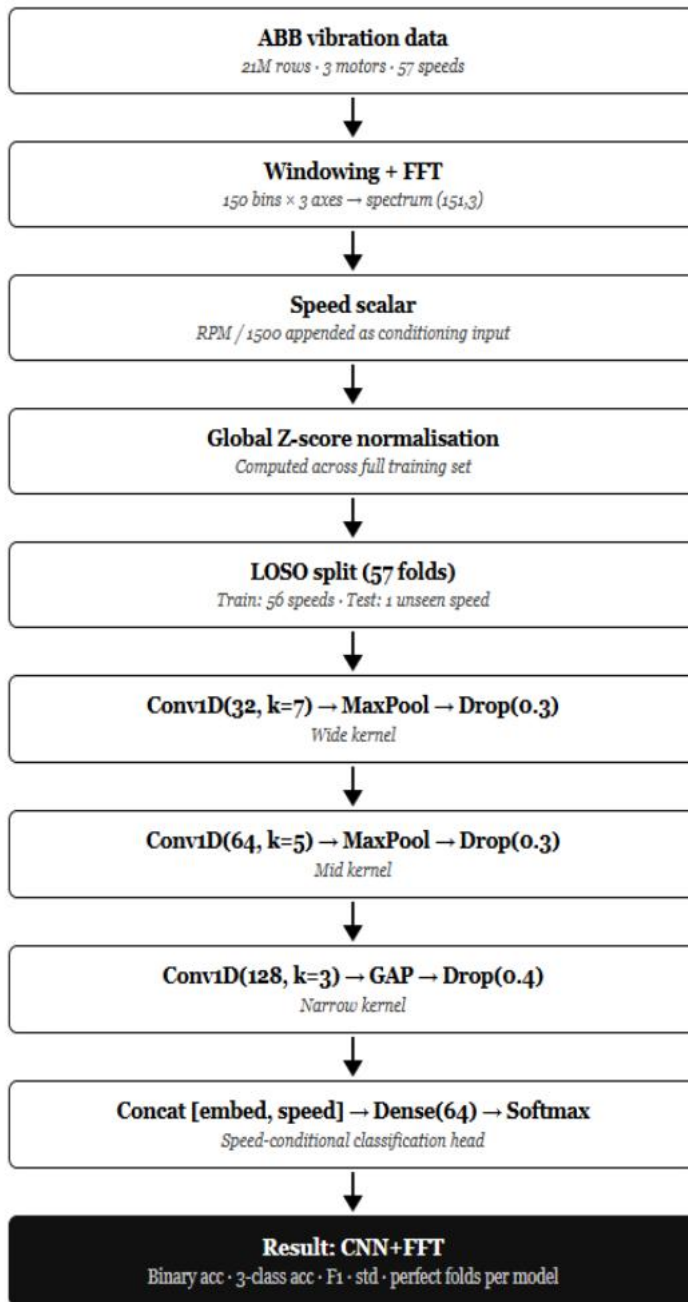 ABB vibration data
21M rows · 3 motors · 57 speeds
Windowing + FFT
150 bins × 3 axes → spectrum (151,3)
Speed scalar
RPM / 1500 appended as conditioning input
Global Z-score normalisation
Computed across full training set
LOSO split (57 folds)
Train: 56 speeds · Test: 1 unseen speed
Conv1D(32, k=7) → MaxPool → Drop(0.3)
Wide kernel
Conv1D(64, k=5) → MaxPool → Drop(0.3)
Mid kernel
Conv1D(128, k=3) → GAP → Drop(0.4)
Narrow kernel
Concat [embed, speed] → Dense(64) → Softmax
Speed-conditional classification head
Result: CNN+FFT
Binary acc · 3-class acc · F1 · std · perfect folds per model